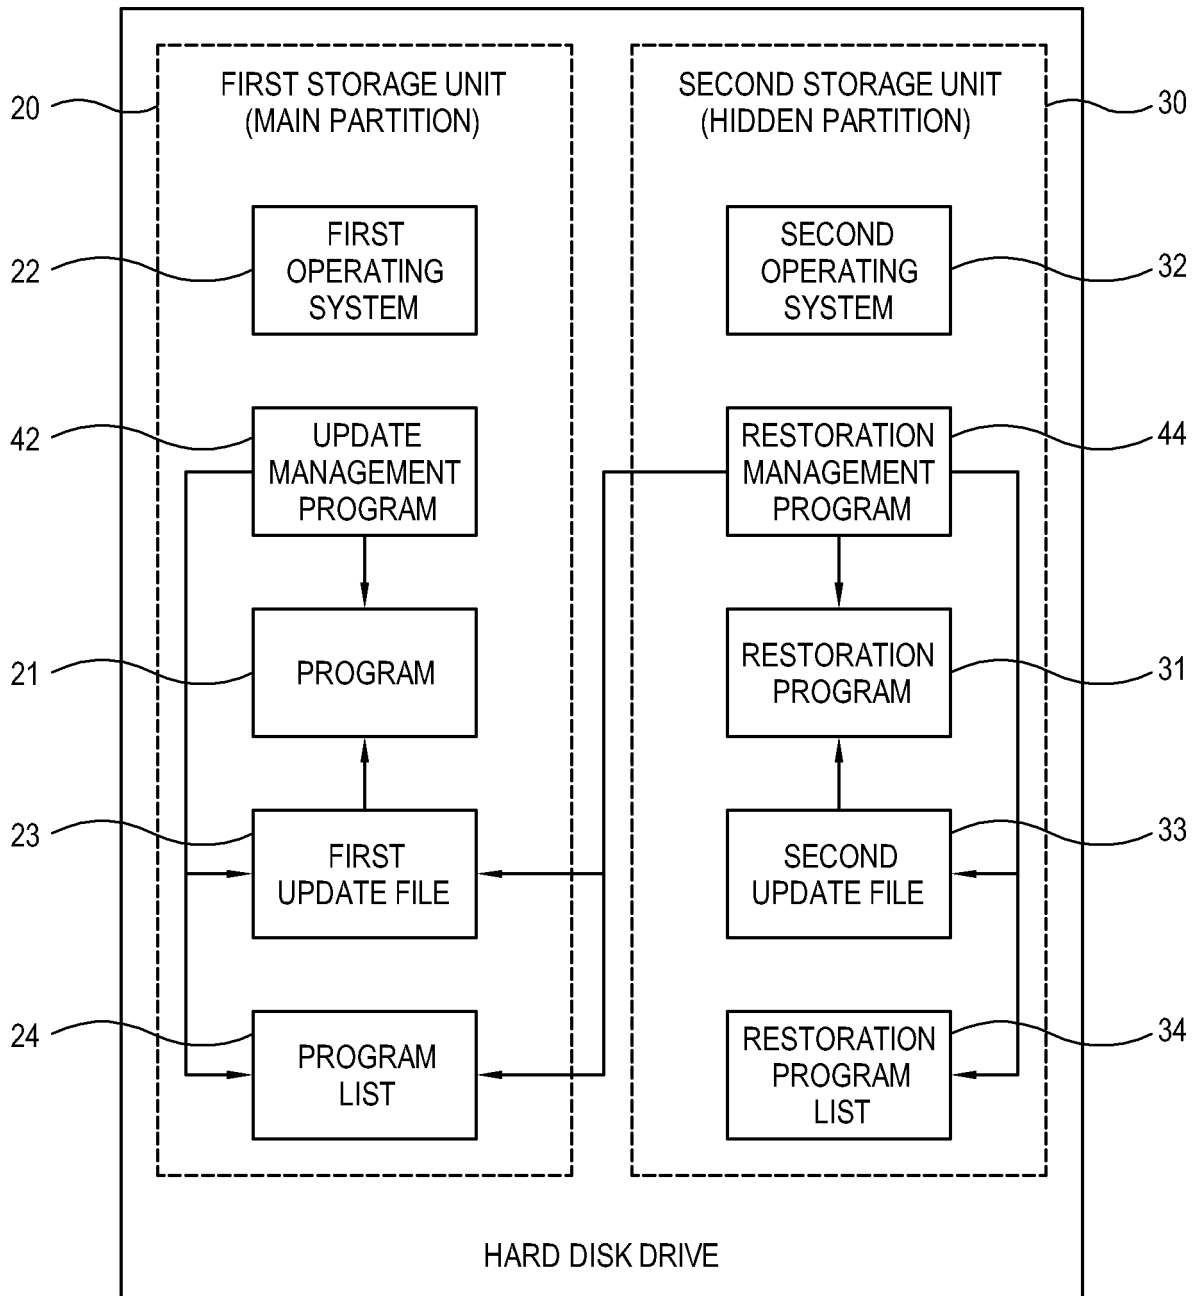 FIRST STORAGE UNIT
(MAIN PARTITION)
20
FIRST
OPERATING
SYSTEM
22
UPDATE
MANAGEMENT
PROGRAM
42
PROGRAM
21
FIRST
UPDATE FILE
23
PROGRAM
LIST
24
SECOND STORAGE UNIT
(HIDDEN PARTITION)
30
SECOND
OPERATING
SYSTEM
32
RESTORATION
MANAGEMENT
PROGRAM
44
RESTORATION
PROGRAM
31
SECOND
UPDATE FILE
33
RESTORATION
PROGRAM
LIST
34
HARD DISK DRIVE